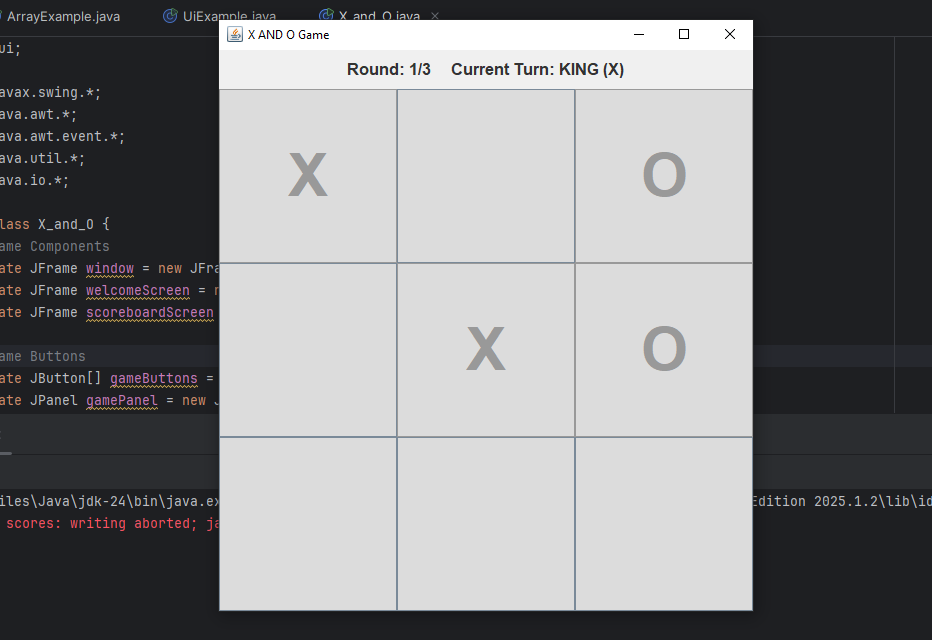 ArrayExample.java UiExample.java X_and_O.java
X AND O Game
Round: 1/3 Current Turn: KING (X)
ui;
avax.swing.*;
ava.awt.*;
ava.awt.event.*;
ava.util.*;
ava.io.*;
lass X_and_O {
ame Components
ate JFrame window = new JFra
ate JFrame welcomeScreen = n
ate JFrame scoreboardScreen
ame Buttons
ate JButton[] gameButtons =
ate JPanel gamePanel = new J
X O
X O
iles\Java\jdk-24\bin\java.ex Edition 2025.1.2\lib\id
scores: writing aborted; ja